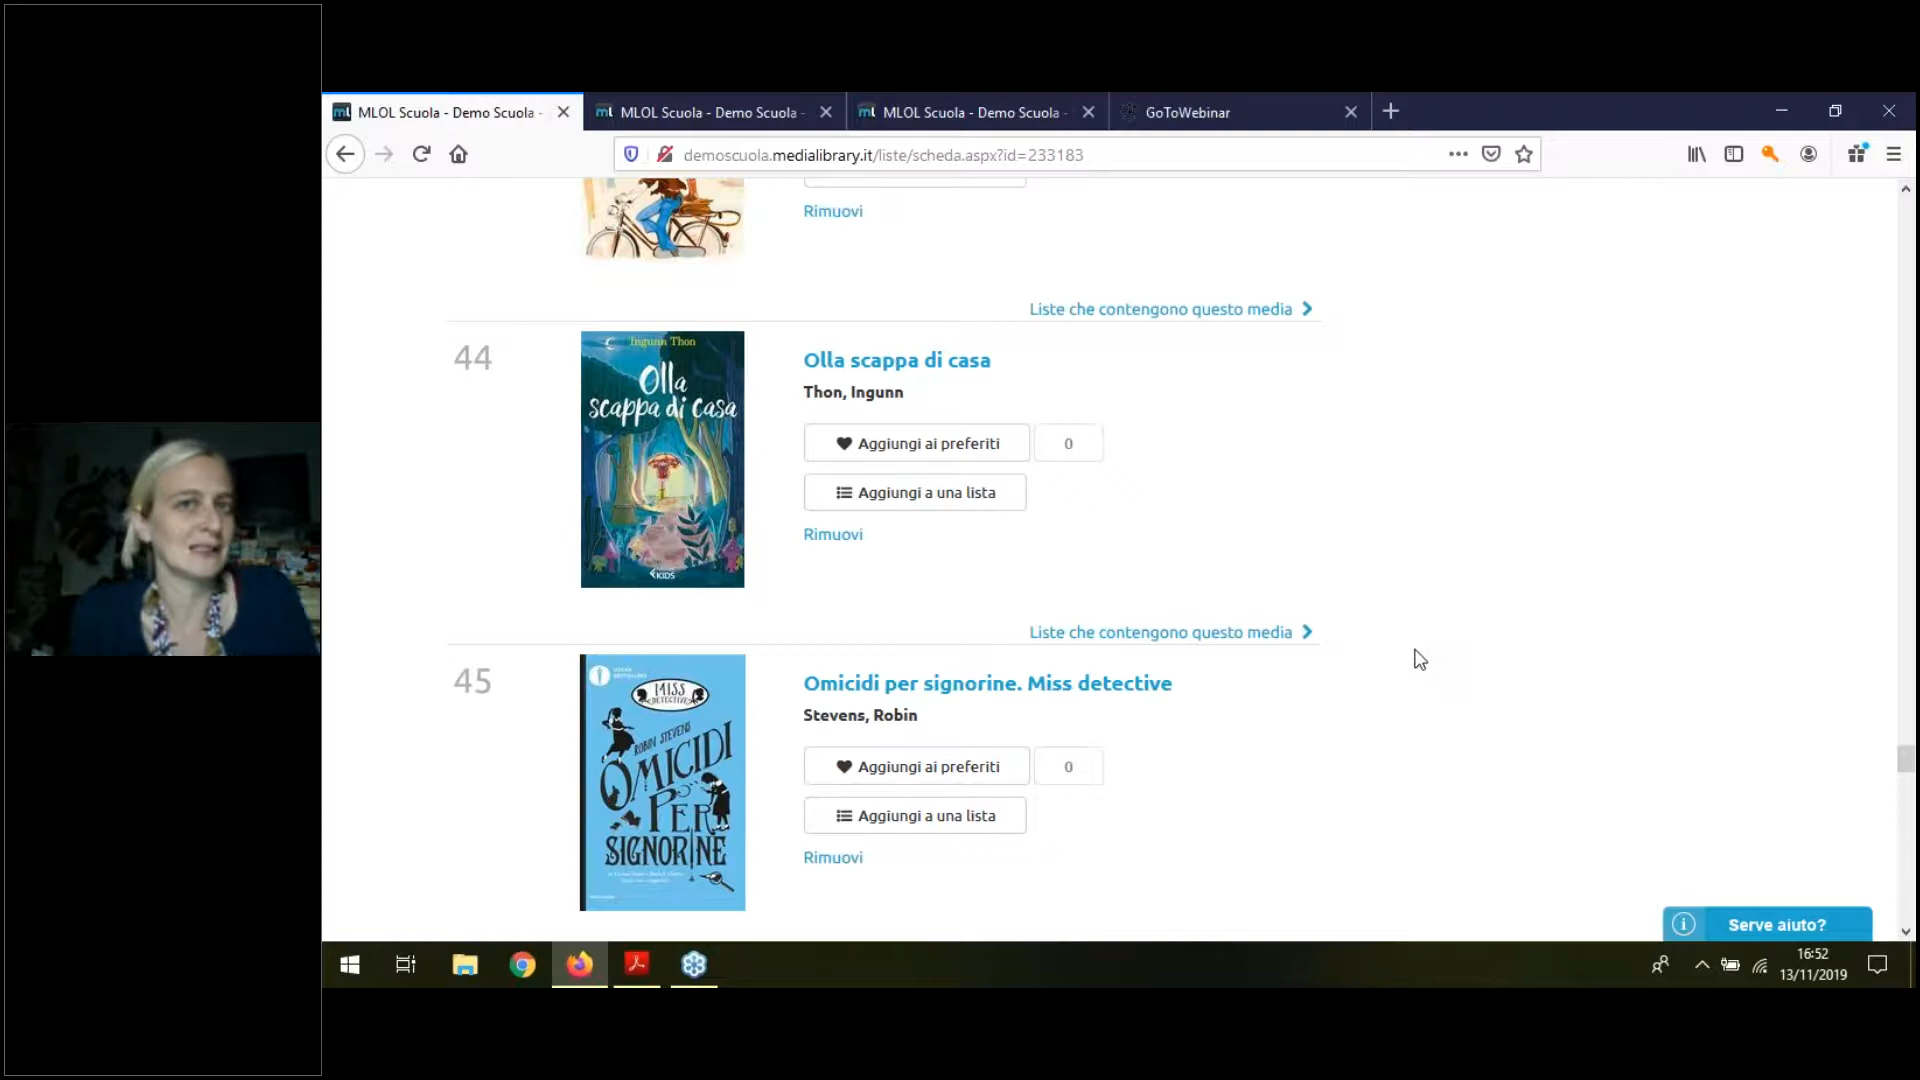 MLOL Scuola - Demo Scuola -
MLOL Scuola - Demo Scuola -
MLOL Scuola - Demo Scuola -
GoToWebinar
demoscuola.medialibrary.it/liste/scheda.aspx?id=233183
Rimuovi
Liste che contengono questo media
44
Ingunn Thon
Olla
scappa di casa
KIDS
Olla scappa di casa
Thon, Ingunn
Aggiungi ai preferiti
0
Aggiungi a una lista
Rimuovi
Liste che contengono questo media
45
MISS
DETECTIVE
ROBIN STEVENS
OMICIDI
PER
SIGNORINE
Omicidi per signorine. Miss detective
Stevens, Robin
Aggiungi ai preferiti
0
Aggiungi a una lista
Rimuovi
Serve aiuto?
16:52
13/11/2019